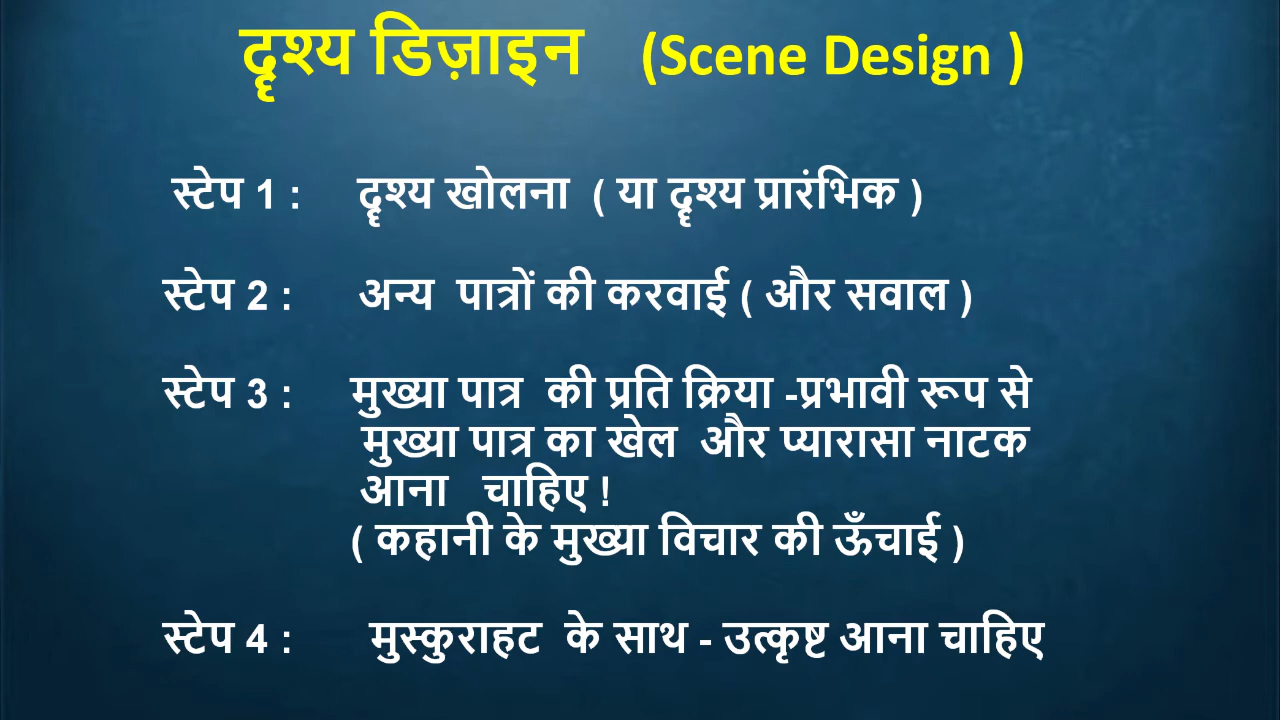 दृश्य डिज़ाइन (Scene Design )
स्टेप 1 : दृश्य खोलना ( या दृश्य प्रारंभिक )
स्टेप 2 : अन्य पात्रों की करवाई ( और सवाल )
स्टेप 3 : मुख्या पात्र की प्रति क्रिया -प्रभावी रूप से
मुख्या पात्र का खेल और प्यारासा नाटक
आना चाहिए !
( कहानी के मुख्या विचार की ऊँचाई )
स्टेप 4 : मुस्कुराहट के साथ - उत्कृष्ट आना चाहिए